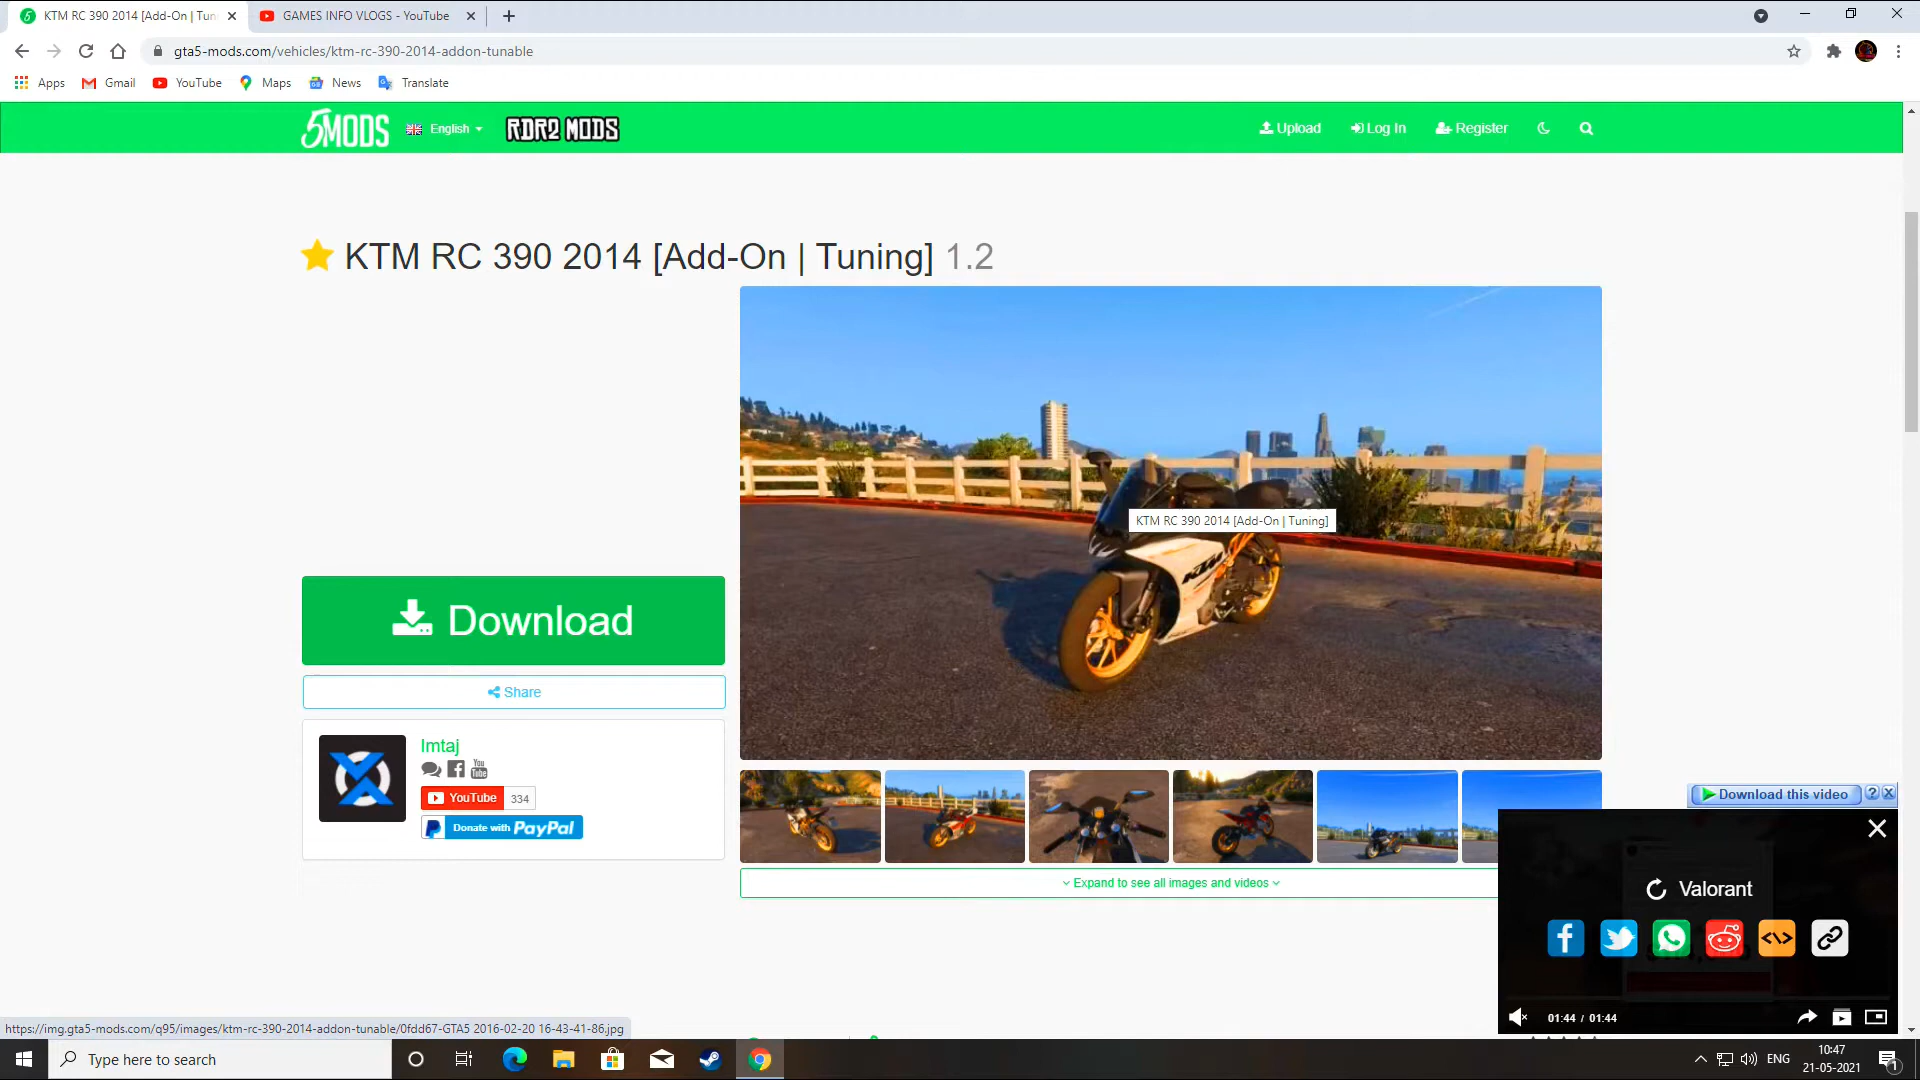 KTM RC 390 2014 [Add-On | Tun
GAMES INFO VLOGS - YouTube
gta5-mods.com/vehicles/ktm-rc-390-2014-addon-tunable
Apps Gmail YouTube Maps News Translate
5MODS English RDR2 MODS Upload Log In Register
KTM RC 390 2014 [Add-On | Tuning] 1.2
KTM RC 390 2014 [Add-On | Tuning]
KTM
Download
Share
Imtaj
You Tube
YouTube 334
Donate with PayPal
Expand to see all images and videos
Download this video
Valorant
01:44 / 01:44
https://img.gta5-mods.com/q95/images/ktm-rc-390-2014-addon-tunable/0fdd67-GTA5 2016-02-20 16-43-41-86.jpg
Type here to search
ENG
10:47
21-05-2021
1